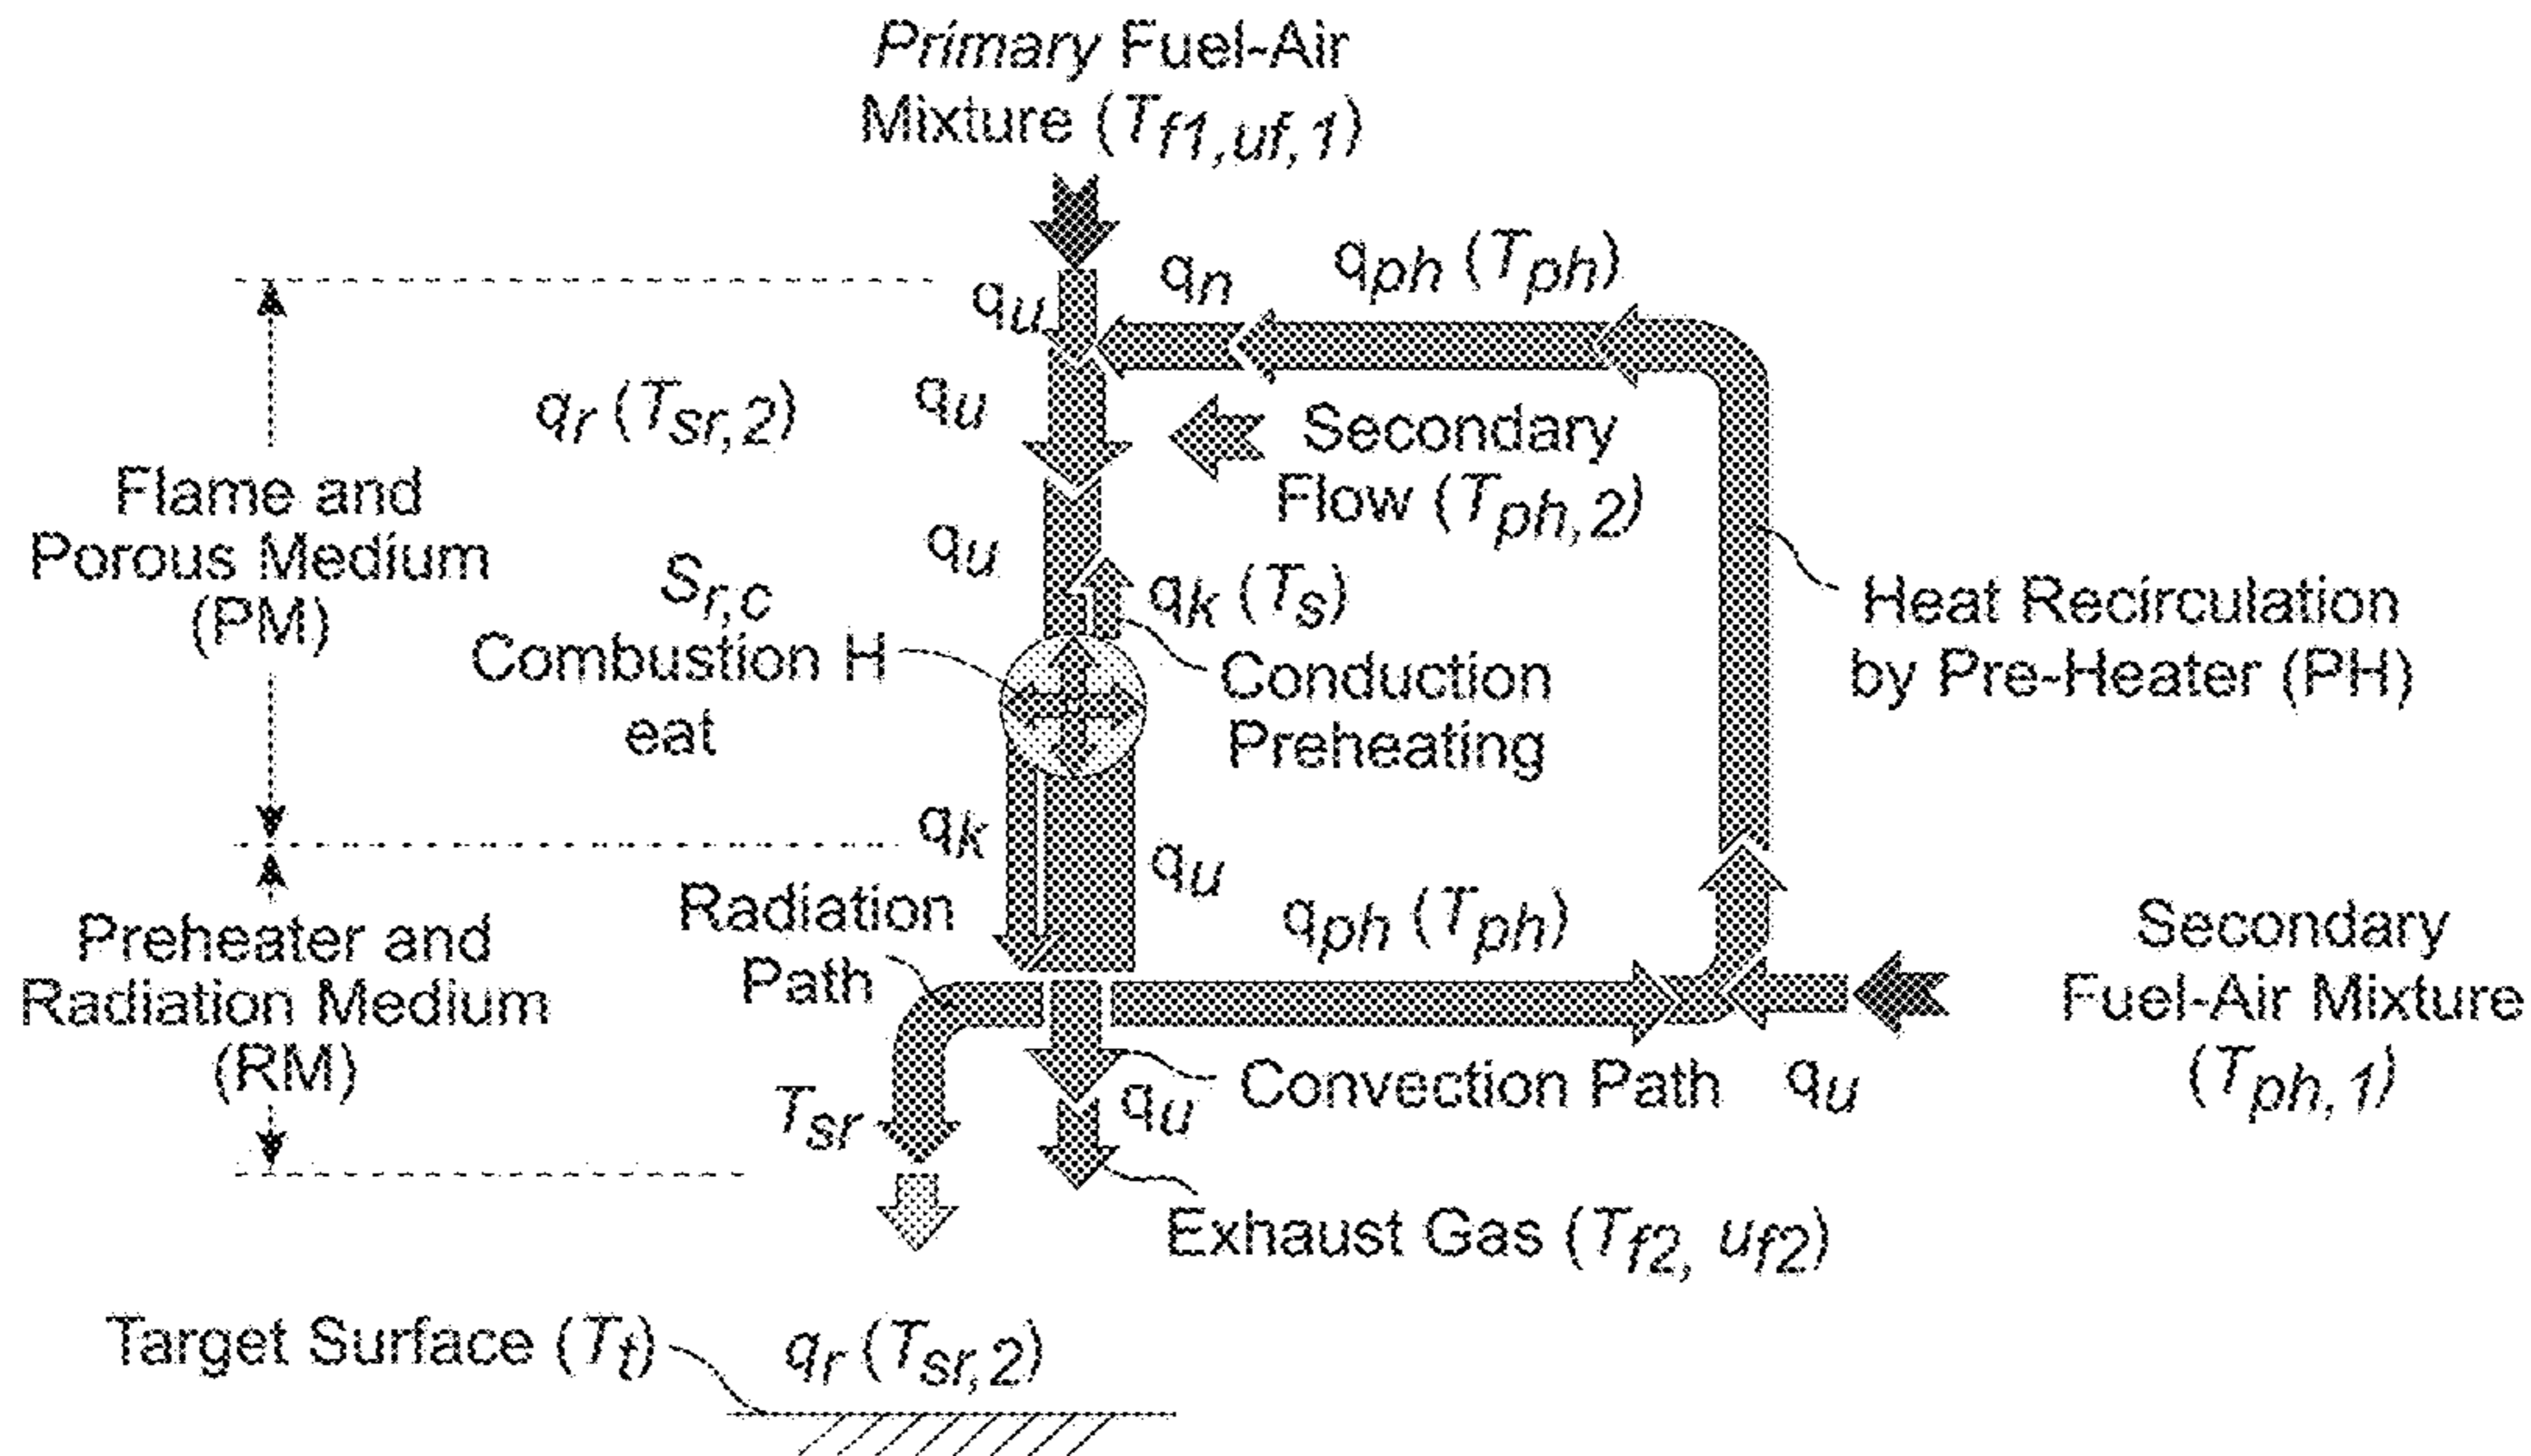 Primary Fuel-Air
Mixture (Tf1,uf,1)
qu
qn
qph (Tph)
qr (Tsr,2)
qu
Secondary
Flow (Tph,2)
Flame and
Porous Medium
(PM)
qu
Sr,c
Combustion H
eat
qk (Ts)
Conduction
Preheating
Heat Recirculation
by Pre-Heater (PH)
qk
qu
Radiation
Path
qph (Tph)
Preheater and
Radiation Medium
(RM)
Secondary
Fuel-Air Mixture
(Tph,1)
Tsr
qu
Convection Path
qu
Exhaust Gas (Tf2, uf2)
Target Surface (Tt)
qr (Tsr,2)